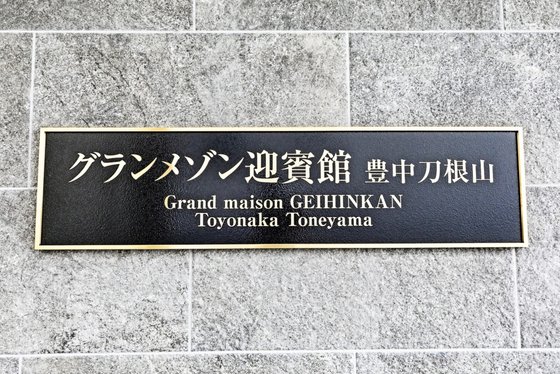 グランメゾン迎賓館 豊中刀根山
Grand maison GEIHINKAN
Toyonaka Toneyama